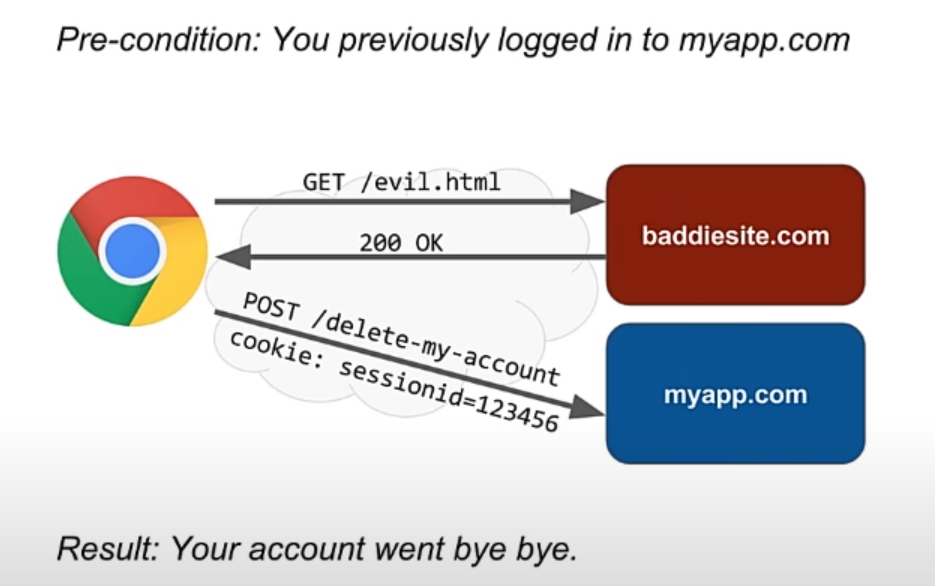 Pre-condition: You previously logged in to myapp.com
GET /evil.html
baddiesite.com
200 OK
POST /delete-my-account
cookie: sessionid=123456
myapp.com
Result: Your account went bye bye.